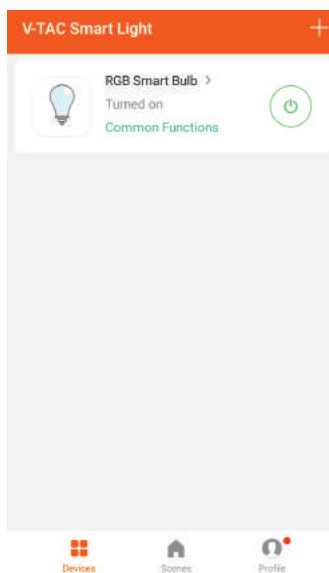 V-TAC Smart Light
RGB Smart Bulb >
Turned on
Common Functions
Devices
Scenes
Profile